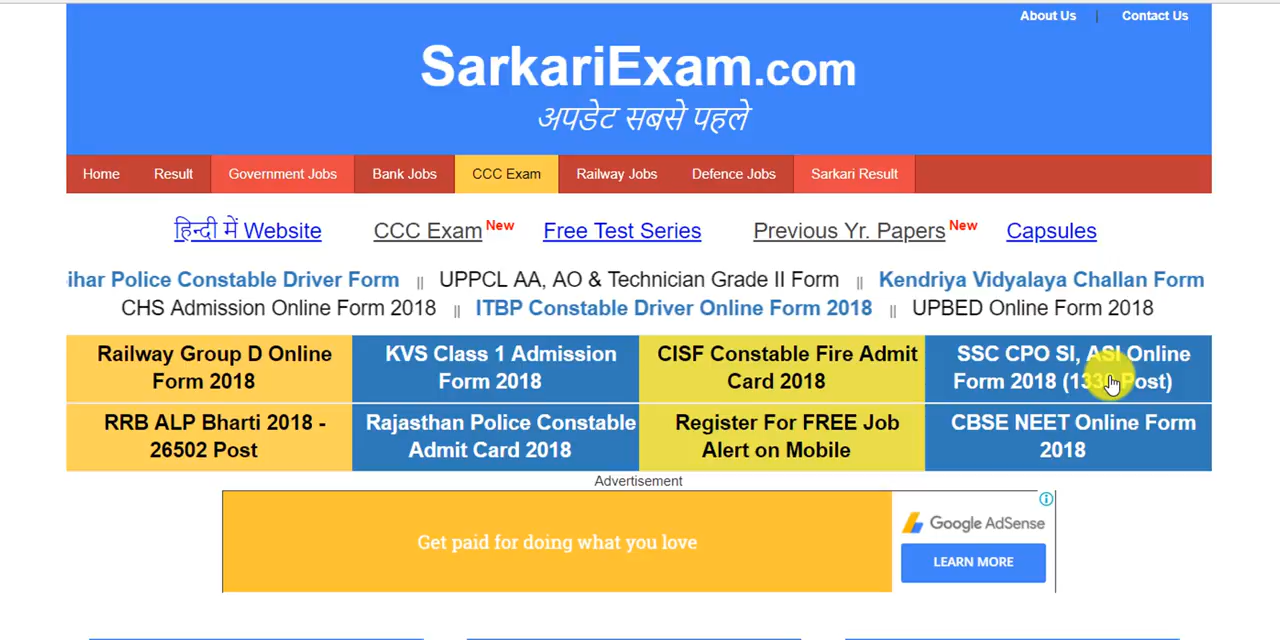 About Us | Contact Us
SarkariExam.com
अपडेट सबसे पहले
Home Result Government Jobs Bank Jobs CCC Exam Railway Jobs Defence Jobs Sarkari Result
हिन्दी में Website CCC Exam New Free Test Series Previous Yr. Papers New Capsules
ihar Police Constable Driver Form || UPPCL AA, AO & Technician Grade II Form || Kendriya Vidyalaya Challan Form
CHS Admission Online Form 2018 || ITBP Constable Driver Online Form 2018 || UPBED Online Form 2018
Railway Group D Online
Form 2018
KVS Class 1 Admission
Form 2018
CISF Constable Fire Admit
Card 2018
SSC CPO SI, ASI Online
Form 2018 Post)
RRB ALP Bharti 2018 -
26502 Post
Rajasthan Police Constable
Admit Card 2018
Register For FREE Job
Alert on Mobile
CBSE NEET Online Form
2018
Advertisement
Get paid for doing what you love
Google AdSense
LEARN MORE